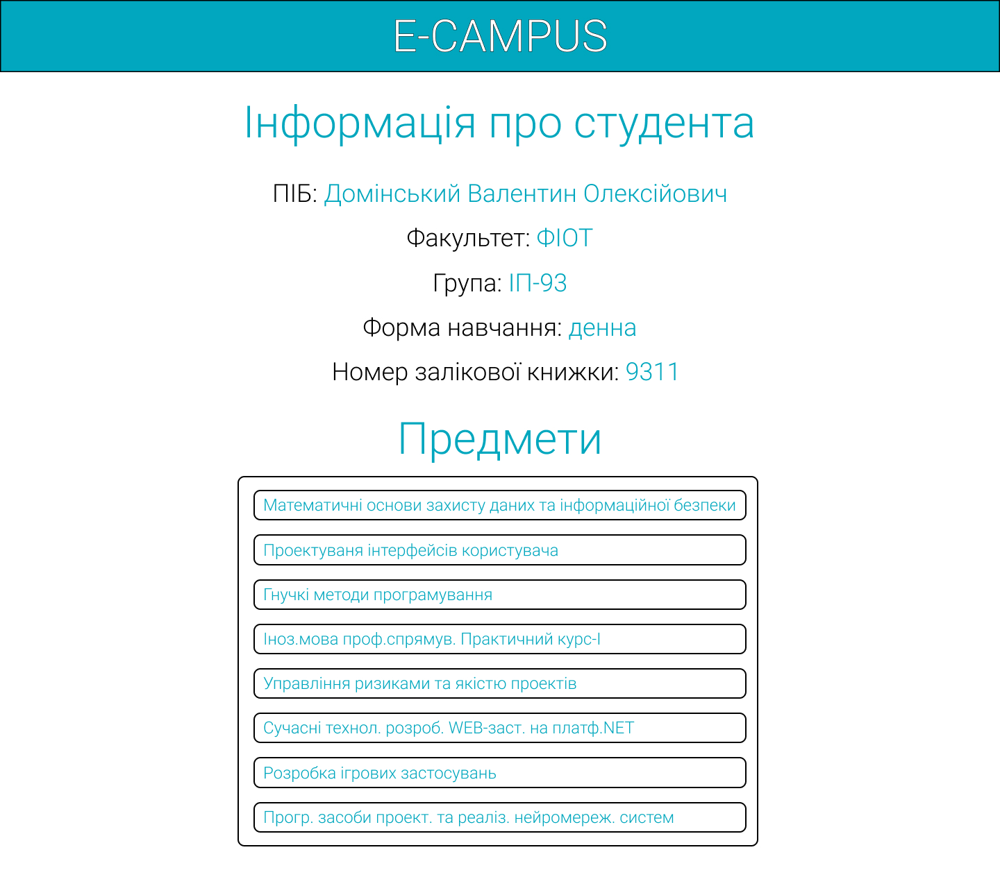 E-CAMPUS
Інформація про студента
ПІБ: Домінський Валентин Олексійович
Факультет: ФІОТ
Група: ІП-93
Форма навчання: денна
Номер залікової книжки: 9311
Предмети
Математичні основи захисту даних та інформаційної безпеки
Проектуваня інтерфейсів користувача
Гнучкі методи програмування
Іноз.мова проф.спрямув. Практичний курс-I
Управління ризиками та якістю проектів
Сучасні технол. розроб. WEB-заст. на платф.NET
Розробка ігрових застосувань
Прогр. засоби проект. та реаліз. нейромереж. систем